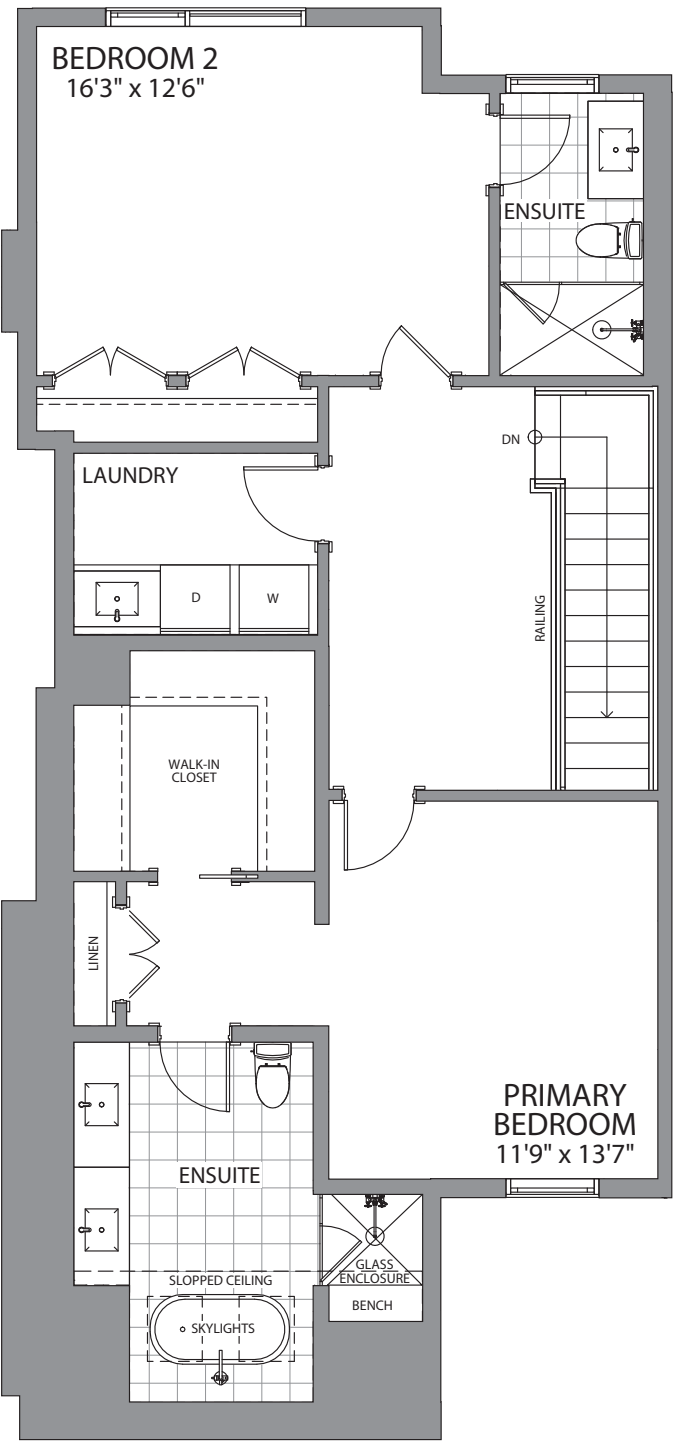 BEDROOM 2
16'3" x 12'6"
ENSUITE
DN
LAUNDRY
D
W
RAILING
WALK-IN
CLOSET
LINEN
PRIMARY
BEDROOM
11'9" x 13'7"
ENSUITE
GLASS
ENCLOSURE
SLOPPED CEILING
BENCH
SKYLIGHTS